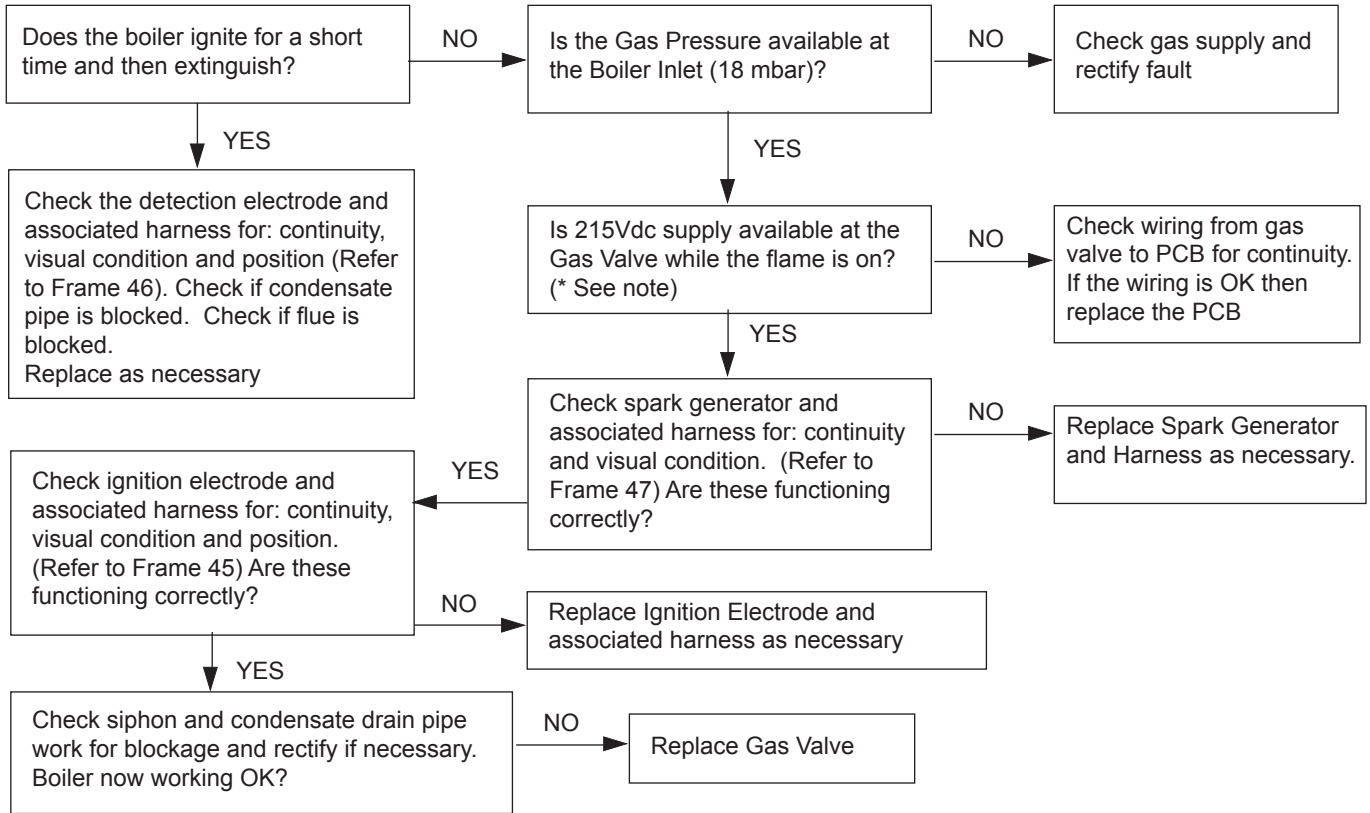 Does the boiler ignite for a short
time and then extinguish?
NO
Is the Gas Pressure available at
the Boiler Inlet (18 mbar)?
NO
Check gas supply and
rectify fault
YES
YES
Check the detection electrode and
associated harness for: continuity,
visual condition and position (Refer
to Frame 46). Check if condensate
pipe is blocked.  Check if flue is
blocked.
Replace as necessary
Is 215Vdc supply available at the
Gas Valve while the flame is on?
(* See note)
NO
Check wiring from gas
valve to PCB for continuity.
If the wiring is OK then
replace the PCB
YES
Check spark generator and
associated harness for: continuity
and visual condition.  (Refer to
Frame 47) Are these functioning
correctly?
NO
Replace Spark Generator
and Harness as necessary.
YES
Check ignition electrode and
associated harness for: continuity,
visual condition and position.
(Refer to Frame 45) Are these
functioning correctly?
NO
Replace Ignition Electrode and
associated harness as necessary
YES
Check siphon and condensate drain pipe
work for blockage and rectify if necessary.
Boiler now working OK?
NO
Replace Gas Valve